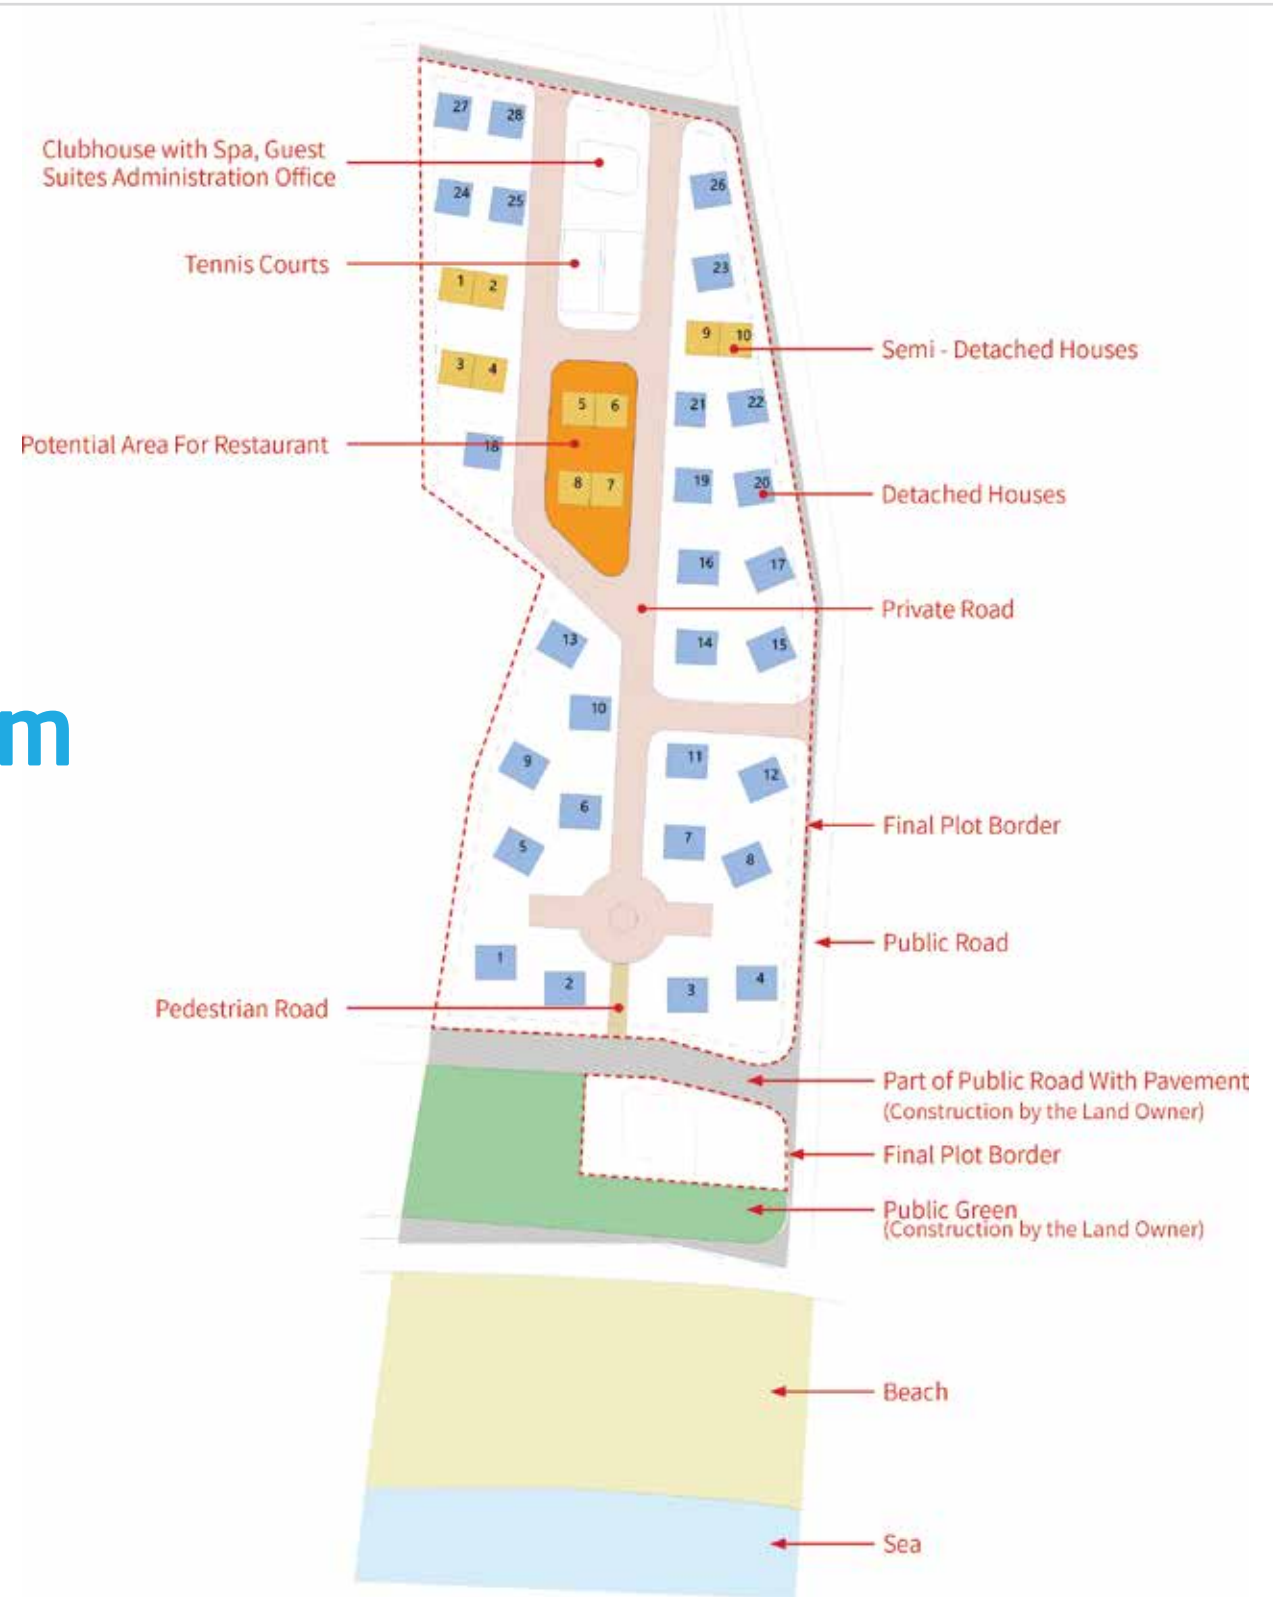 27
28
Clubhouse with Spa, Guest
Suites Administration Office
26
24
25
Tennis Courts
23
1 2
9 10
Semi - Detached Houses
3 4
5 6
21
22
Potential Area For Restaurant
18
8 7
19
20
Detached Houses
16
17
Private Road
13
14
15
10
m
9
11
12
6
Final Plot Border
5
7
8
Public Road
1
2
3
4
Pedestrian Road
Part of Public Road With Pavement
(Construction by the Land Owner)
Final Plot Border
Public Green
(Construction by the Land Owner)
Beach
Sea